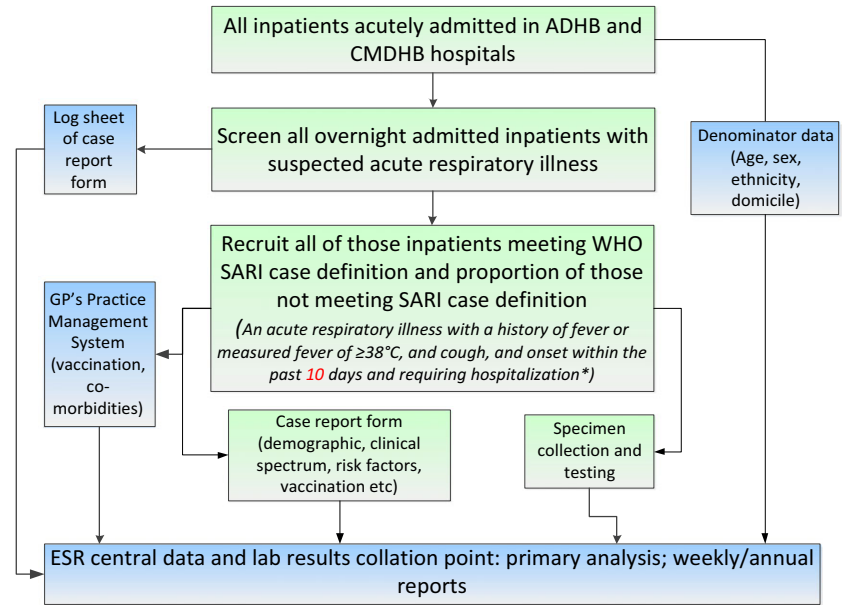 All inpatients acutely admitted in ADHB and
CMDHB hospitals
Log sheet
of case
report
form
Screen all overnight admitted inpatients with
suspected acute respiratory illness
Denominator data
(Age, sex,
ethnicity,
domicile)
Recruit all of those inpatients meeting WHO
SARI case definition and proportion of those
not meeting SARI case definition
(An acute respiratory illness with a history of fever or
measured fever of ≥38°C, and cough, and onset within the
past 10 days and requiring hospitalization*)
GP's Practice
Management
System
(vaccination,
co-
morbidities)
Case report form
(demographic, clinical
spectrum, risk factors,
vaccination etc)
Specimen
collection and
testing
ESR central data and lab results collation point: primary analysis; weekly/annual
reports